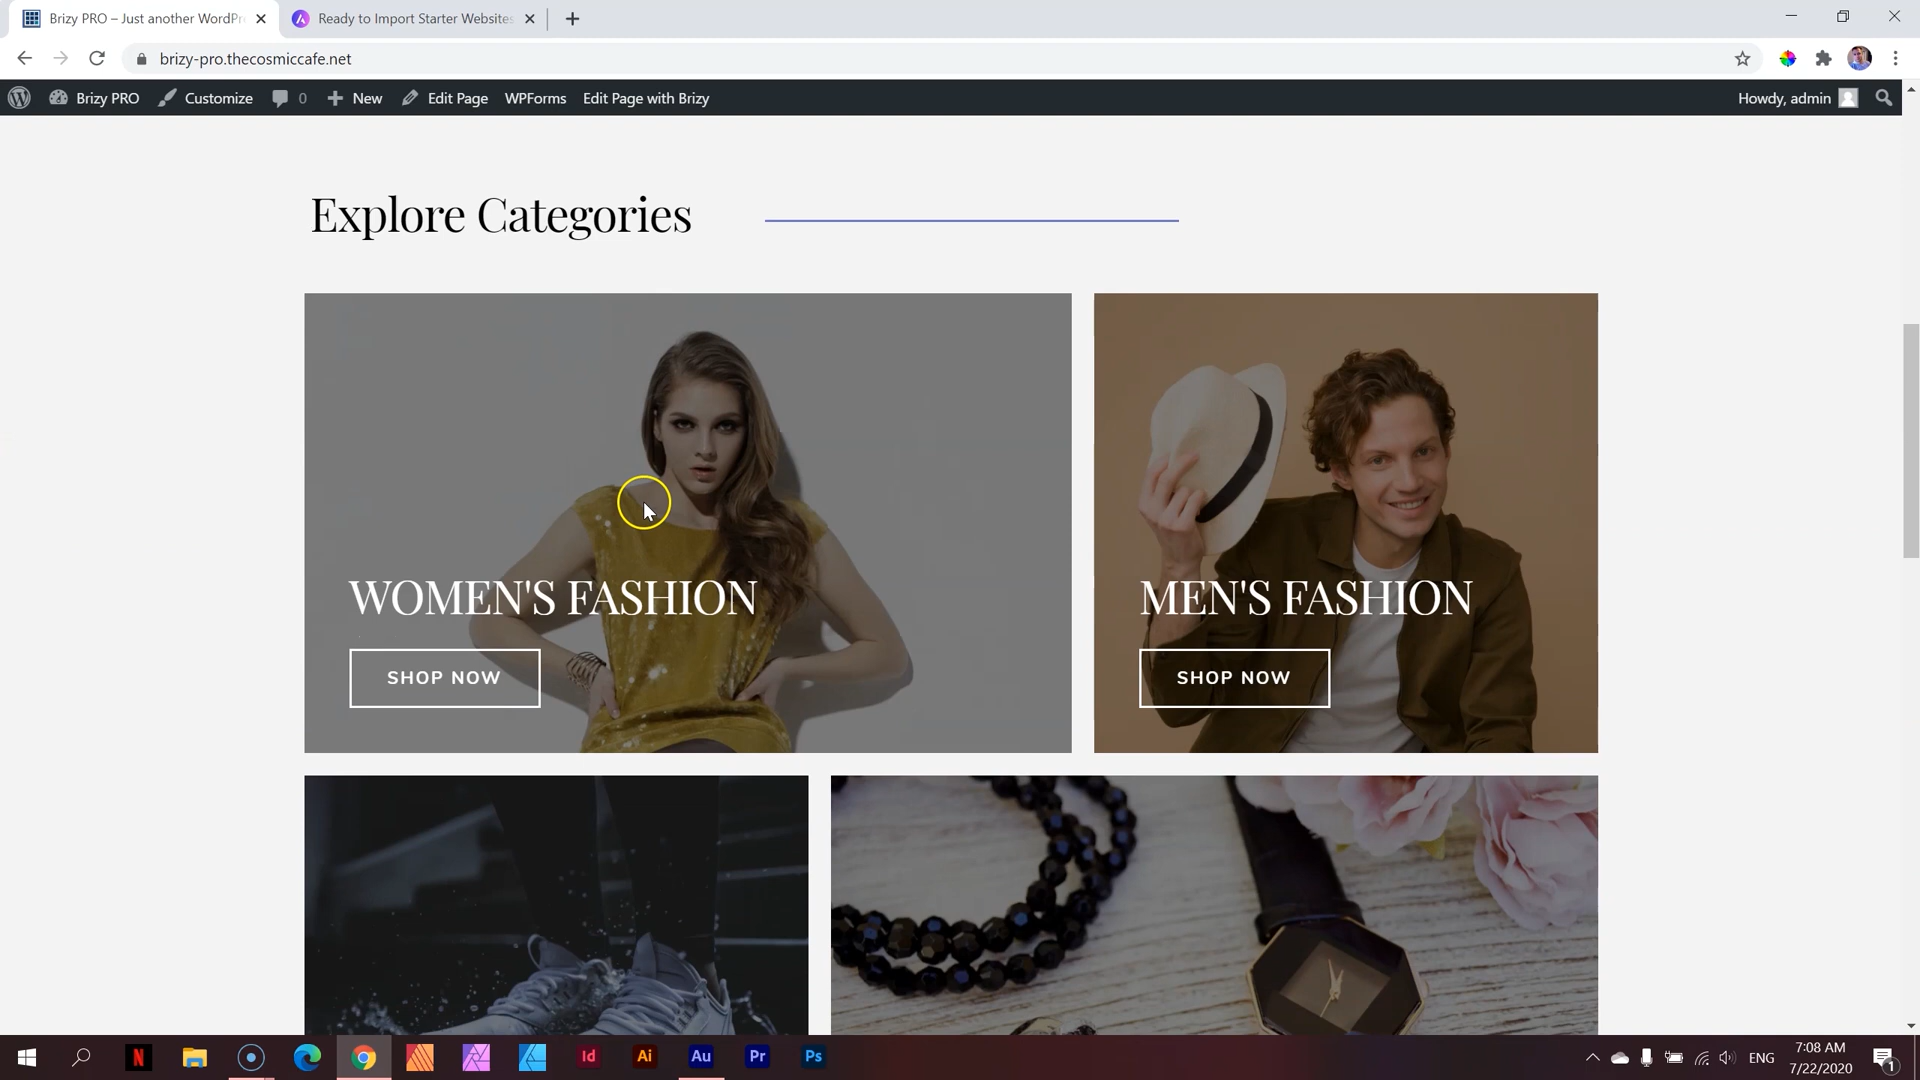 Brizy PRO – Just another WordPre
Ready to Import Starter Websites
brizy-pro.thecosmiccafe.net
Brizy PRO Customize 0 New Edit Page WPForms Edit Page with Brizy Howdy, admin
Explore Categories
WOMEN'S FASHION
SHOP NOW
MEN'S FASHION
SHOP NOW
N Id Ai Au Pr Ps
ENG
7:08 AM
7/22/2020
1